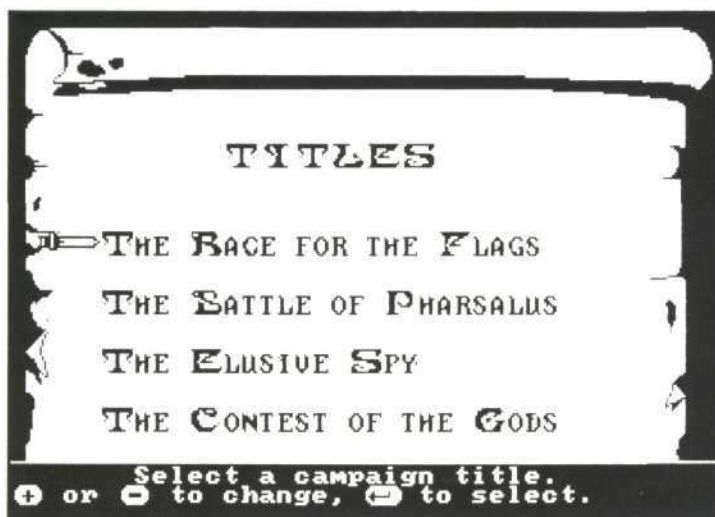 TITLES
THE RACE FOR THE FLAGS
THE BATTLE OF PHARSALUS
THE ELUSIVE SPY
THE CONTEST OF THE GODS
Select a campaign title.
+ or - to change, ↵ to select.